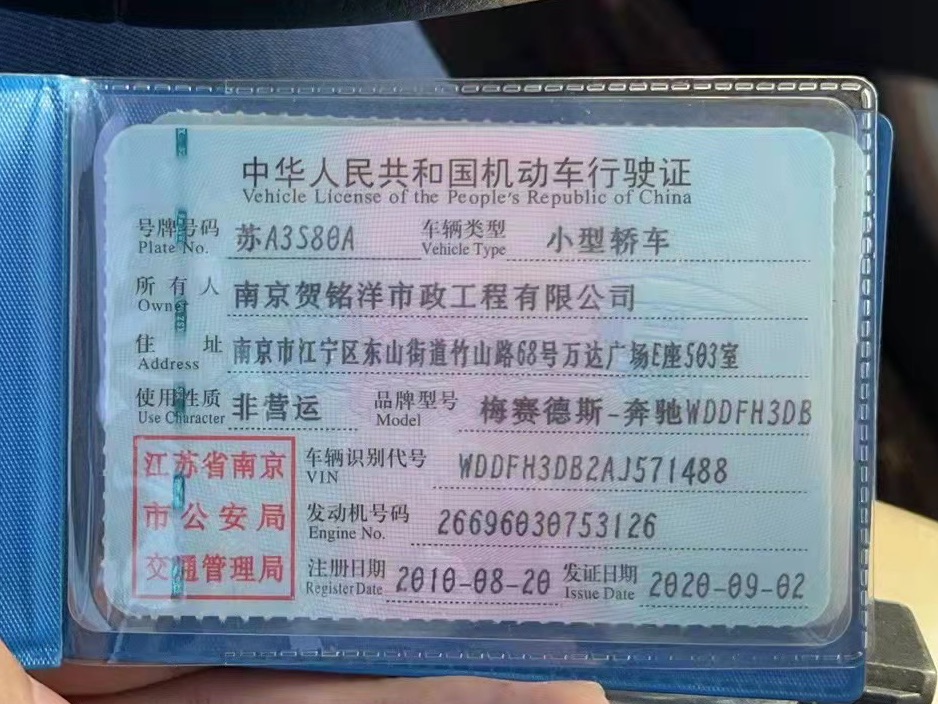 中华人民共和国机动车行驶证
Vehicle License of the People's Republic of China
号牌号码 苏A3S80A 车辆类型 小型轿车
Plate No. Vehicle Type
所有人 南京贺铭洋市政工程有限公司
Owner
住址 南京市江宁区东山街道竹山路68号万达广场E座503室
Address
使用性质 非营运 品牌型号 梅赛德斯-奔驰WDDFH3DB
Use Character Model
江苏省南京 车辆识别代号 WDDFH3DB2AJ571488
VIN
市公安局 发动机号码 26696030753126
Engine No.
交通管理局 注册日期 2010-08-20 发证日期 2020-09-02
Register Date Issue Date